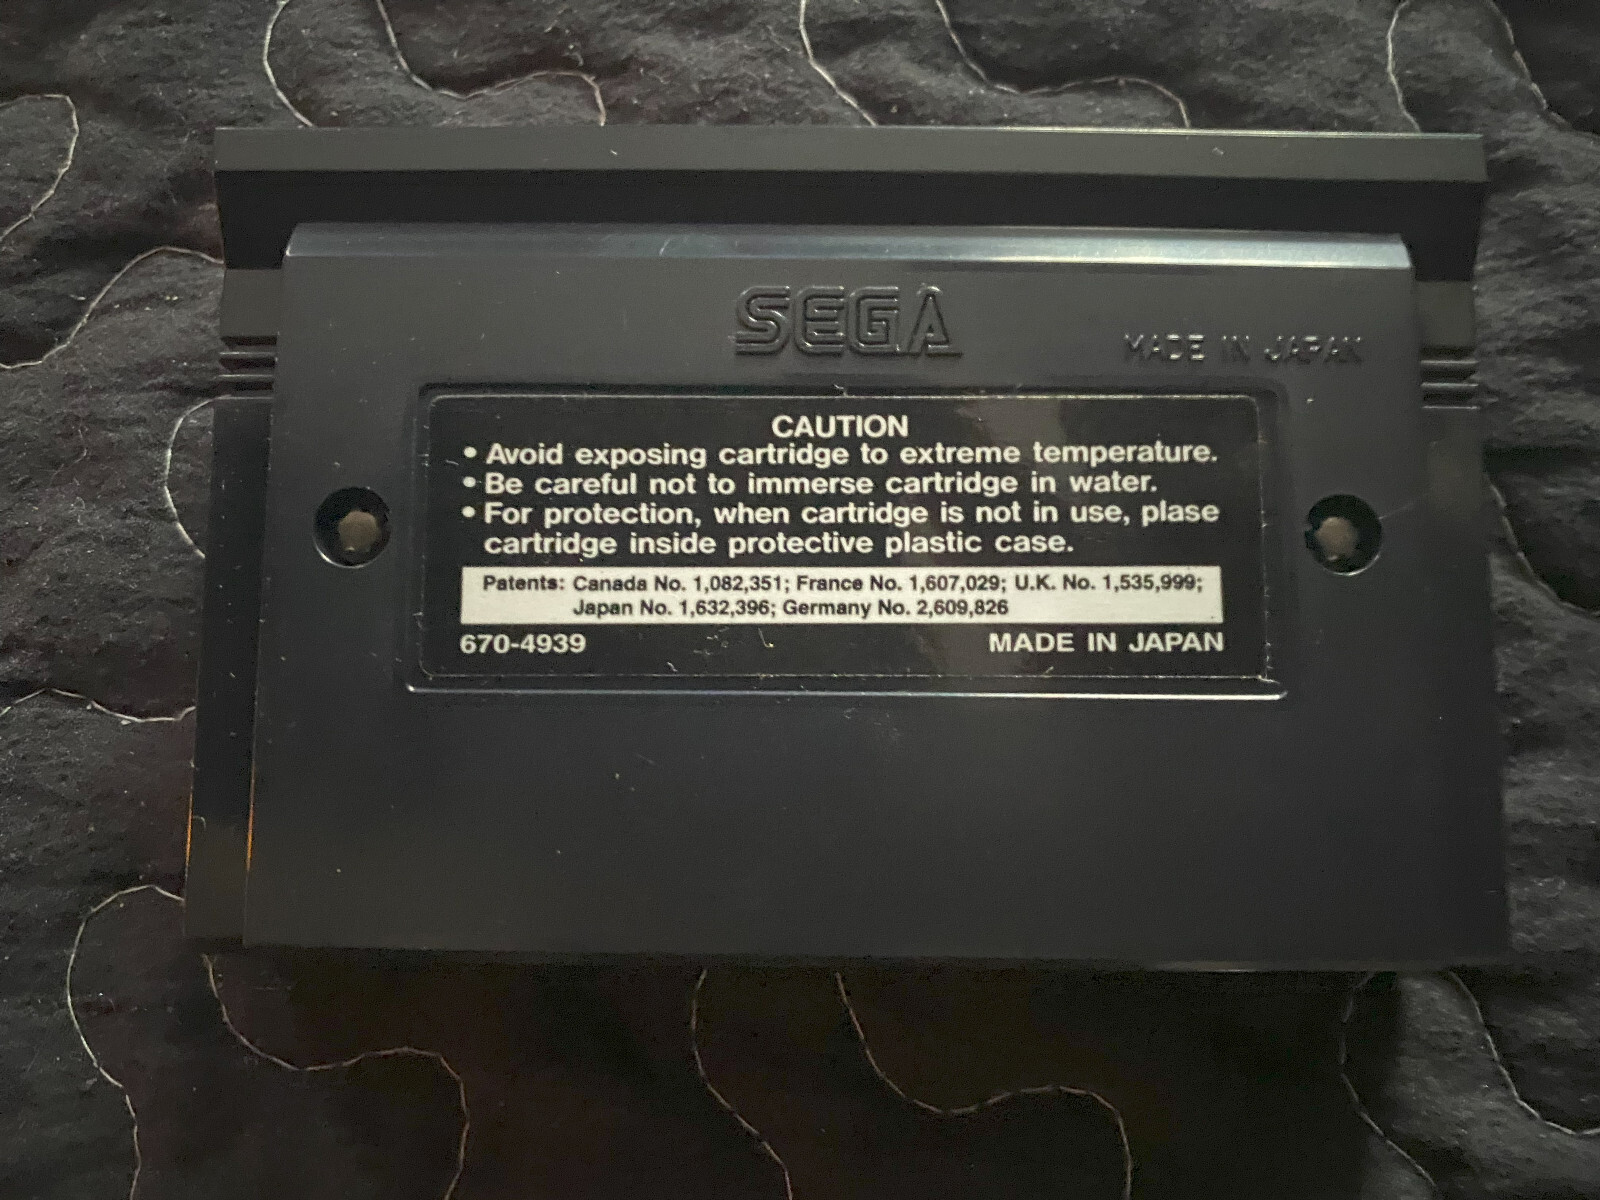 SEGA
MADE IN JAPAN
CAUTION
• Avoid exposing cartridge to extreme temperature.
• Be careful not to immerse cartridge in water.
• For protection, when cartridge is not in use, plase
cartridge inside protective plastic case.
Patents: Canada No. 1,082,351; France No. 1,607,029; U.K. No. 1,535,999;
Japan No. 1,632,396; Germany No. 2,609,826
670-4939 MADE IN JAPAN